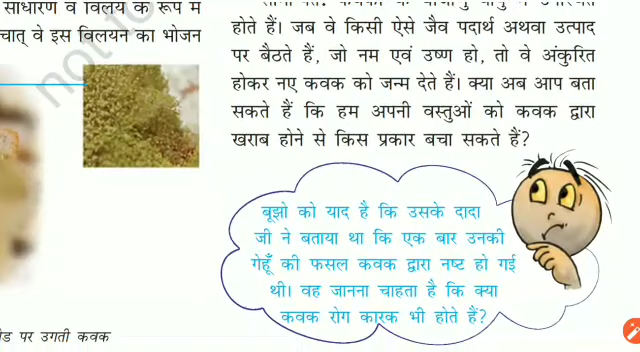 साधारण व विलेय के रूप में
चात् वे इस विलयन का भोजन
होते हैं। जब वे किसी ऐसे जैव पदार्थ अथवा उत्पाद
पर बैठते हैं, जो नम एवं उष्ण हो, तो वे अंकुरित
होकर नए कवक को जन्म देते हैं। क्या अब आप बता
सकते हैं कि हम अपनी वस्तुओं को कवक द्वारा
खराब होने से किस प्रकार बचा सकते हैं?
not
बूझो को याद है कि उसके दादा
जी ने बताया था कि एक बार उनकी
गेहूँ की फसल कवक द्वारा नष्ट हो गई
थी। वह जानना चाहता है कि क्या
कवक रोग कारक भी होते हैं?
पर उगती कवक